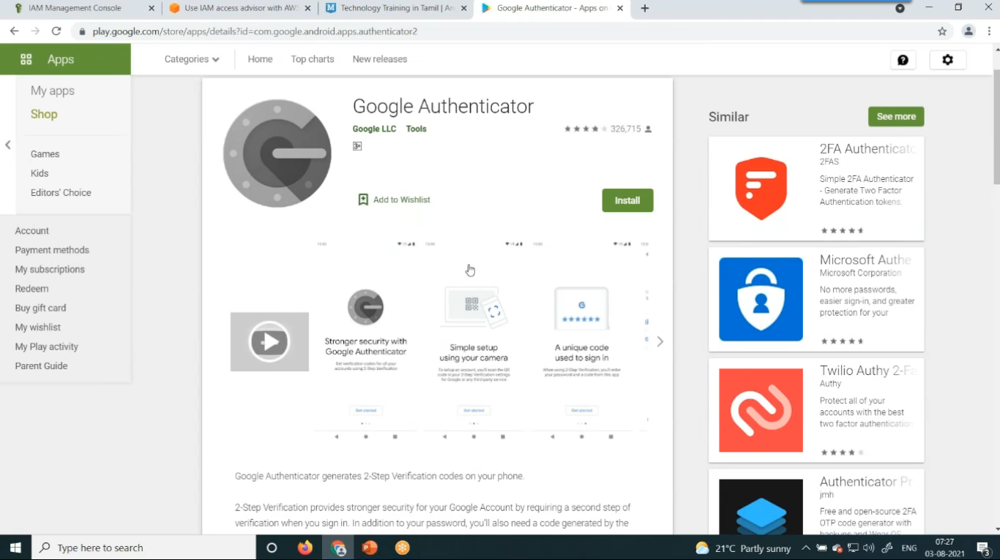 IAM Management Console
Use IAM access advisor with AWS
Technology Training in Tamil | An
Google Authenticator - Apps on
play.google.com/store/apps/details?id=com.google.android.apps.authenticator2
Apps
Categories
Home
Top charts
New releases
My apps
Shop
Games
Kids
Editors' Choice
Account
Payment methods
My subscriptions
Redeem
Buy gift card
My wishlist
My Play activity
Parent Guide
Google Authenticator
Google LLC Tools
326,715
3+
Add to Wishlist
Install
Stronger security with
Google Authenticator
Get verification codes for all your
accounts using 2-Step Verification
Get started
Simple setup
using your camera
To setup an account, you'll scan the QR
code in your 2-Step Verification settings
for Google or any third party service
Get started
A unique code
used to sign in
When using 2-Step Verification, you'll enter
your password and a code from this app
Get started
Google Authenticator generates 2-Step Verification codes on your phone.
2-Step Verification provides stronger security for your Google Account by requiring a second step of
verification when you sign in. In addition to your password, you'll also need a code generated by the
Similar
See more
2FA Authenticato
2FAS
Simple 2FA Authenticator
- Generate Two Factor
Authentication tokens.
Microsoft Authe
Microsoft Corporation
No more passwords,
easier sign-in, and greater
protection for your
Twilio Authy 2-Fa
Authy
Protect all of your
accounts with the best
two factor authentication
Authenticator Pr
jmh
Free and open-source 2FA
OTP code generator with
backups and Wear OS
Type here to search
21°C Partly sunny
ENG
07:27
03-08-2021
3